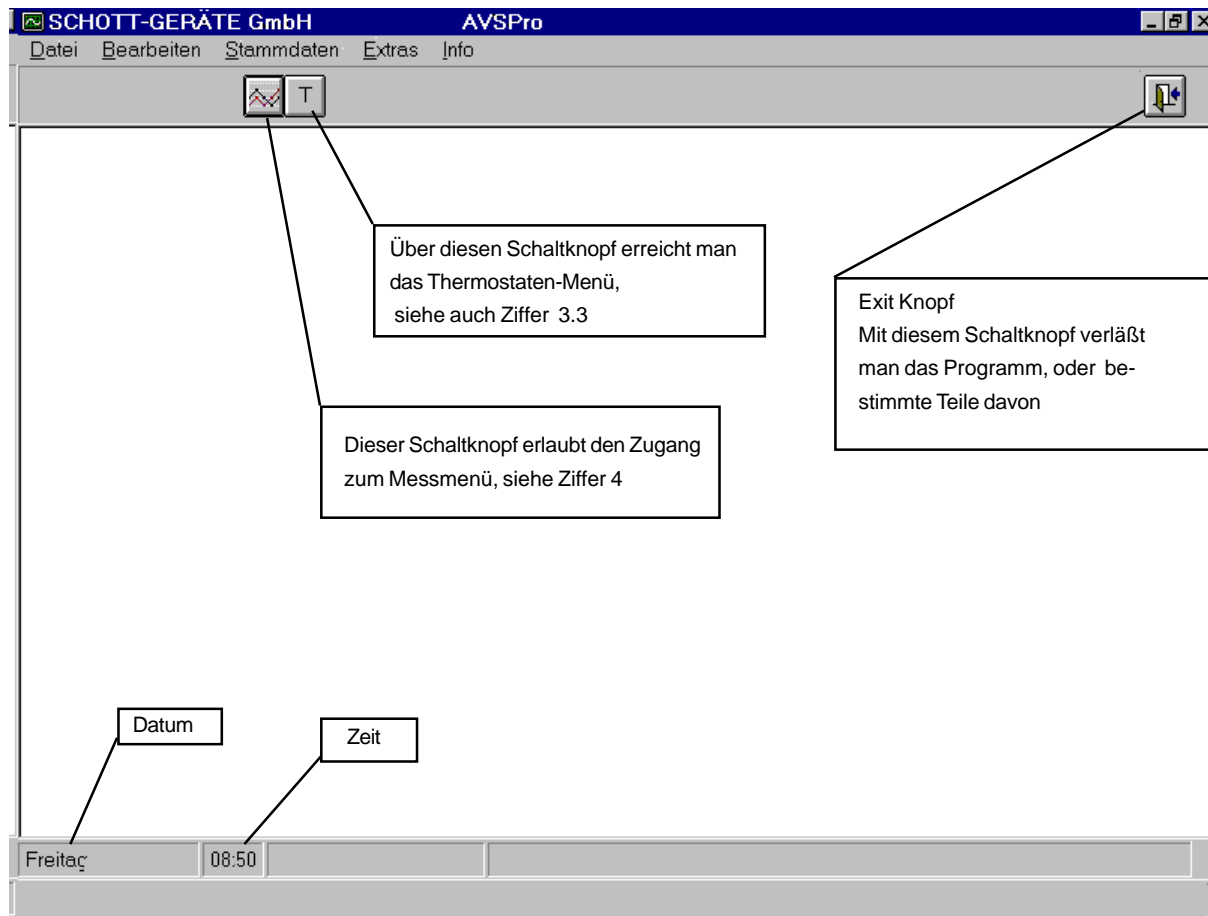 SCHOTT-GERÄTE GmbH AVSPro
Datei Bearbeiten Stammdaten Extras Info
T
Über diesen Schaltknopf erreicht man
das Thermostaten-Menü,
siehe auch Ziffer 3.3
Exit Knopf
Mit diesem Schaltknopf verläßt
man das Programm, oder be-
stimmte Teile davon
Dieser Schaltknopf erlaubt den Zugang
zum Messmenü, siehe Ziffer 4
Datum
Zeit
Freitag 08:50